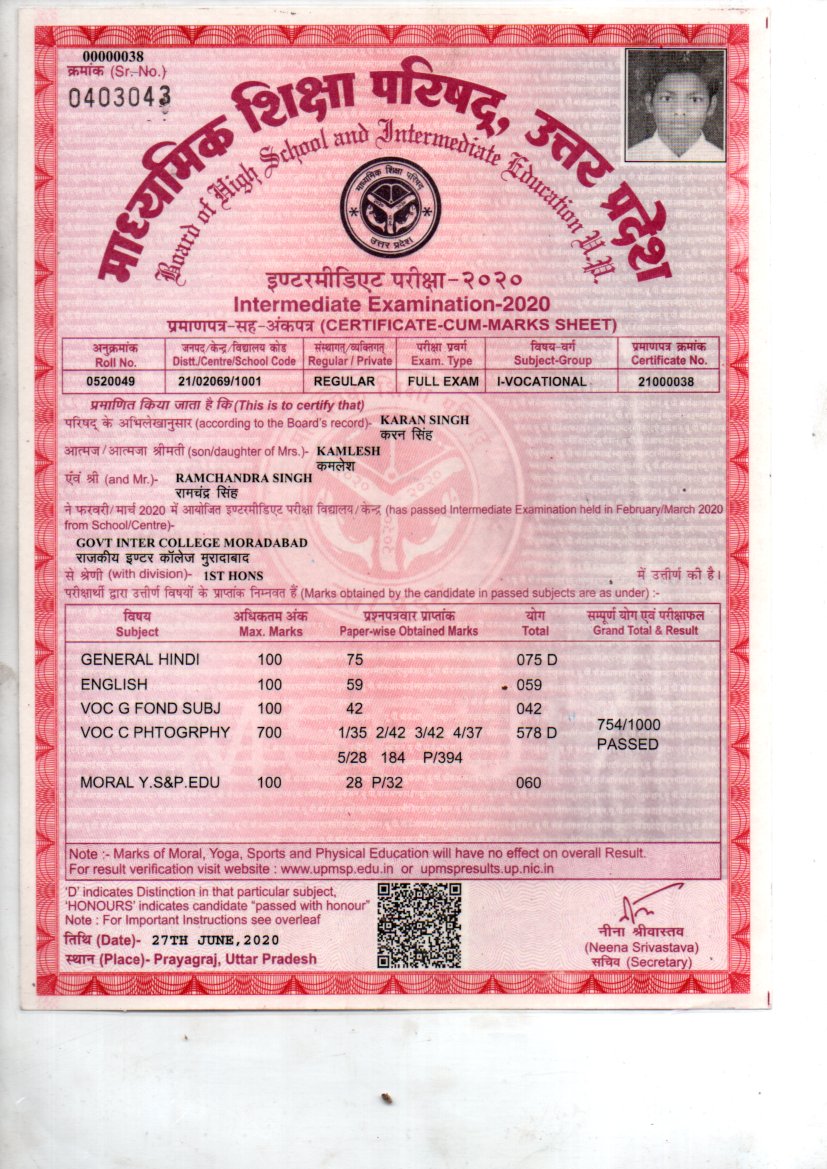 00000038
क्रमांक (Sr. No.)
0403043
माध्यमिक शिक्षा परिषद्, उत्तर प्रदेश
Board of High School and Intermediate Education U.P.
माध्यमिक शिक्षा परिषद
उत्तर प्रदेश
इण्टरमीडिएट परीक्षा-२०२०
Intermediate Examination-2020
प्रमाणपत्र-सह-अंकपत्र (CERTIFICATE-CUM-MARKS SHEET)
अनुक्रमांक जनपद/केन्द्र/विद्यालय कोड संस्थागत/व्यक्तिगत परीक्षा प्रवर्ग विषय-वर्ग प्रमाणपत्र क्रमांक
Roll No. Distt./Centre/School Code Regular / Private Exam. Type Subject-Group Certificate No.
0520049 21/02069/1001 REGULAR FULL EXAM I-VOCATIONAL 21000038
प्रमाणित किया जाता है कि (This is to certify that)
परिषद् के अभिलेखानुसार (according to the Board's record)- KARAN SINGH
करन सिंह
आत्मज/आत्मजा श्रीमती (son/daughter of Mrs.)- KAMLESH
कमलेश
एंवं श्री (and Mr.)- RAMCHANDRA SINGH
रामचंद्र सिंह
ने फरवरी/मार्च 2020 में आयोजित इण्टरमीडिएट परीक्षा विद्यालय/केन्द्र (has passed Intermediate Examination held in February/March 2020
from School/Centre)-
GOVT INTER COLLEGE MORADABAD
राजकीय इण्टर कॉलेज मुरादाबाद
से श्रेणी (with division)- 1ST HONS में उत्तीर्ण की है।
परीक्षार्थी द्वारा उत्तीर्ण विषयों के प्राप्तांक निम्नवत हैं (Marks obtained by the candidate in passed subjects are as under) :-
विषय अधिकतम अंक प्रश्नपत्रवार प्राप्तांक योग सम्पूर्ण योग एवं परीक्षाफल
Subject Max. Marks Paper-wise Obtained Marks Total Grand Total & Result
GENERAL HINDI 100 75 075 D
ENGLISH 100 59 059
VOC G FOND SUBJ 100 42 042
VOC C PHTOGRPHY 700 1/35 2/42 3/42 4/37 578 D 754/1000
5/28 184 P/394 PASSED
MORAL Y.S&P.EDU 100 28 P/32 060
Note :- Marks of Moral, Yoga, Sports and Physical Education will have no effect on overall Result.
For result verification visit website : www.upmsp.edu.in or upmspresults.up.nic.in
'D' indicates Distinction in that particular subject,
'HONOURS' indicates candidate "passed with honour"
Note : For Important Instructions see overleaf
तिथि (Date)- 27TH JUNE,2020
स्थान (Place)- Prayagraj, Uttar Pradesh
नीना श्रीवास्तव
(Neena Srivastava)
सचिव (Secretary)